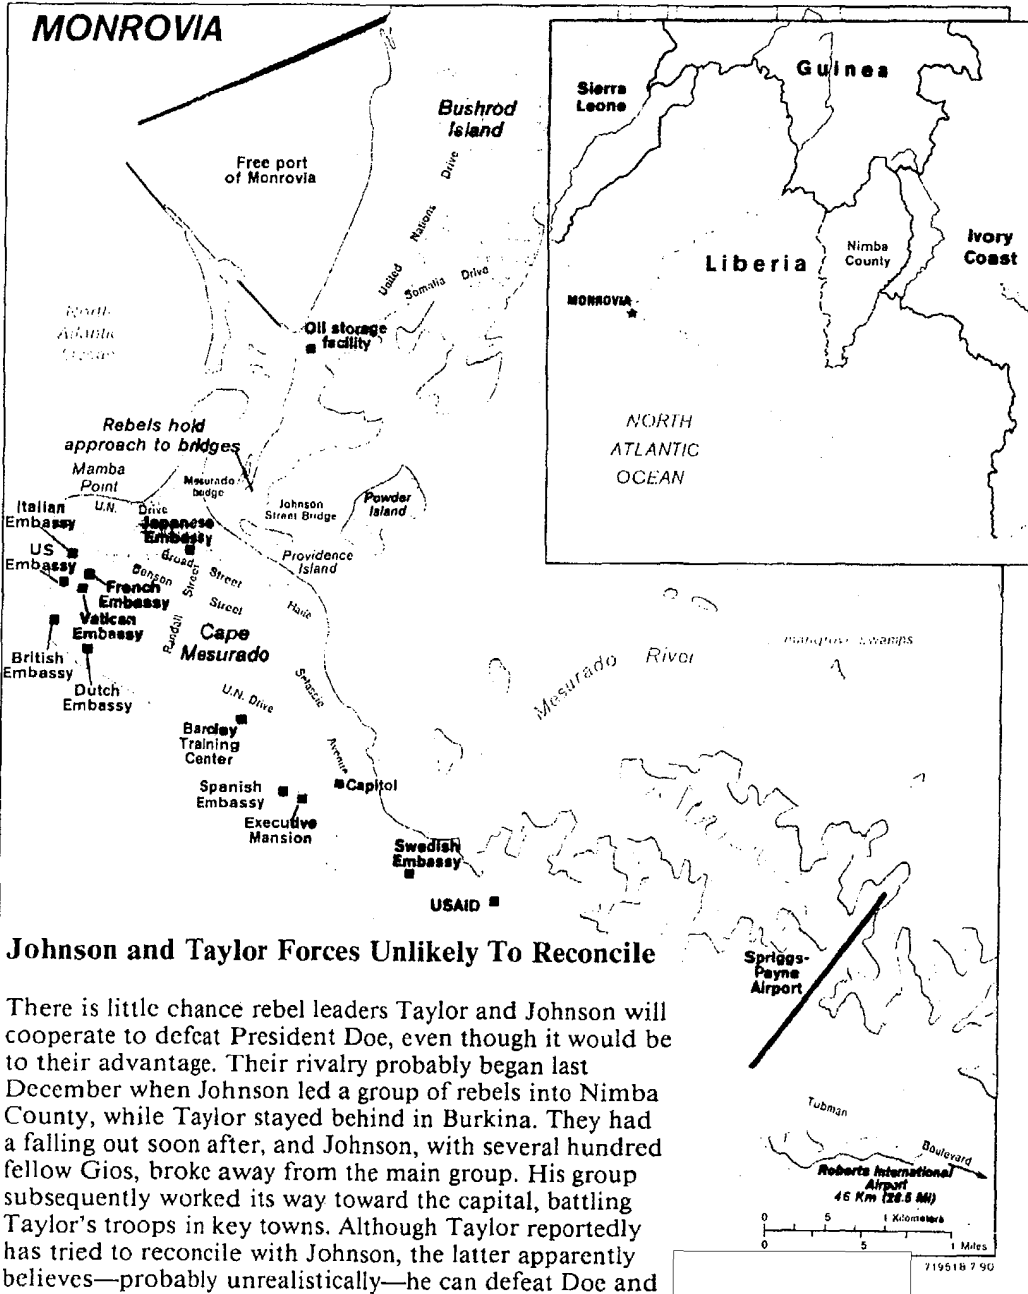 MONROVIA
Bushrod
Island
Free port
of Monrovia
United Nations Drive
Somalia Drive
Oil storage
facility
North
Atlantic
Ocean
Rebels hold
approach to bridges
Mamba
Point
Mesurado
bridge
Johnson
Street Bridge
Powder
Island
Providence
Island
U.N. Drive
Italian
Embassy
Japanese
Embassy
US
Embassy
French
Embassy
Vatican
Embassy
British
Embassy
Dutch
Embassy
Broad Street
Benson Street
Randall Street
Haile Selassie Avenue
Cape
Mesurado
U.N. Drive
Barclay
Training
Center
Spanish
Embassy
Executive
Mansion
Capitol
Swedish
Embassy
USAID
Mesurado River
mangrove swamps
Spriggs-
Payne
Airport
Tubman Boulevard
Roberts International
Airport
46 Km (28.5 Mi)
0 .5 1 Kilometers
0 .5 1 Miles
719518 7 90
Guinea
Sierra
Leone
Liberia
Nimba
County
Ivory
Coast
MONROVIA
NORTH
ATLANTIC
OCEAN
Johnson and Taylor Forces Unlikely To Reconcile
There is little chance rebel leaders Taylor and Johnson will
cooperate to defeat President Doe, even though it would be
to their advantage. Their rivalry probably began last
December when Johnson led a group of rebels into Nimba
County, while Taylor stayed behind in Burkina. They had
a falling out soon after, and Johnson, with several hundred
fellow Gios, broke away from the main group. His group
subsequently worked its way toward the capital, battling
Taylor's troops in key towns. Although Taylor reportedly
has tried to reconcile with Johnson, the latter apparently
believes—probably unrealistically—he can defeat Doe and